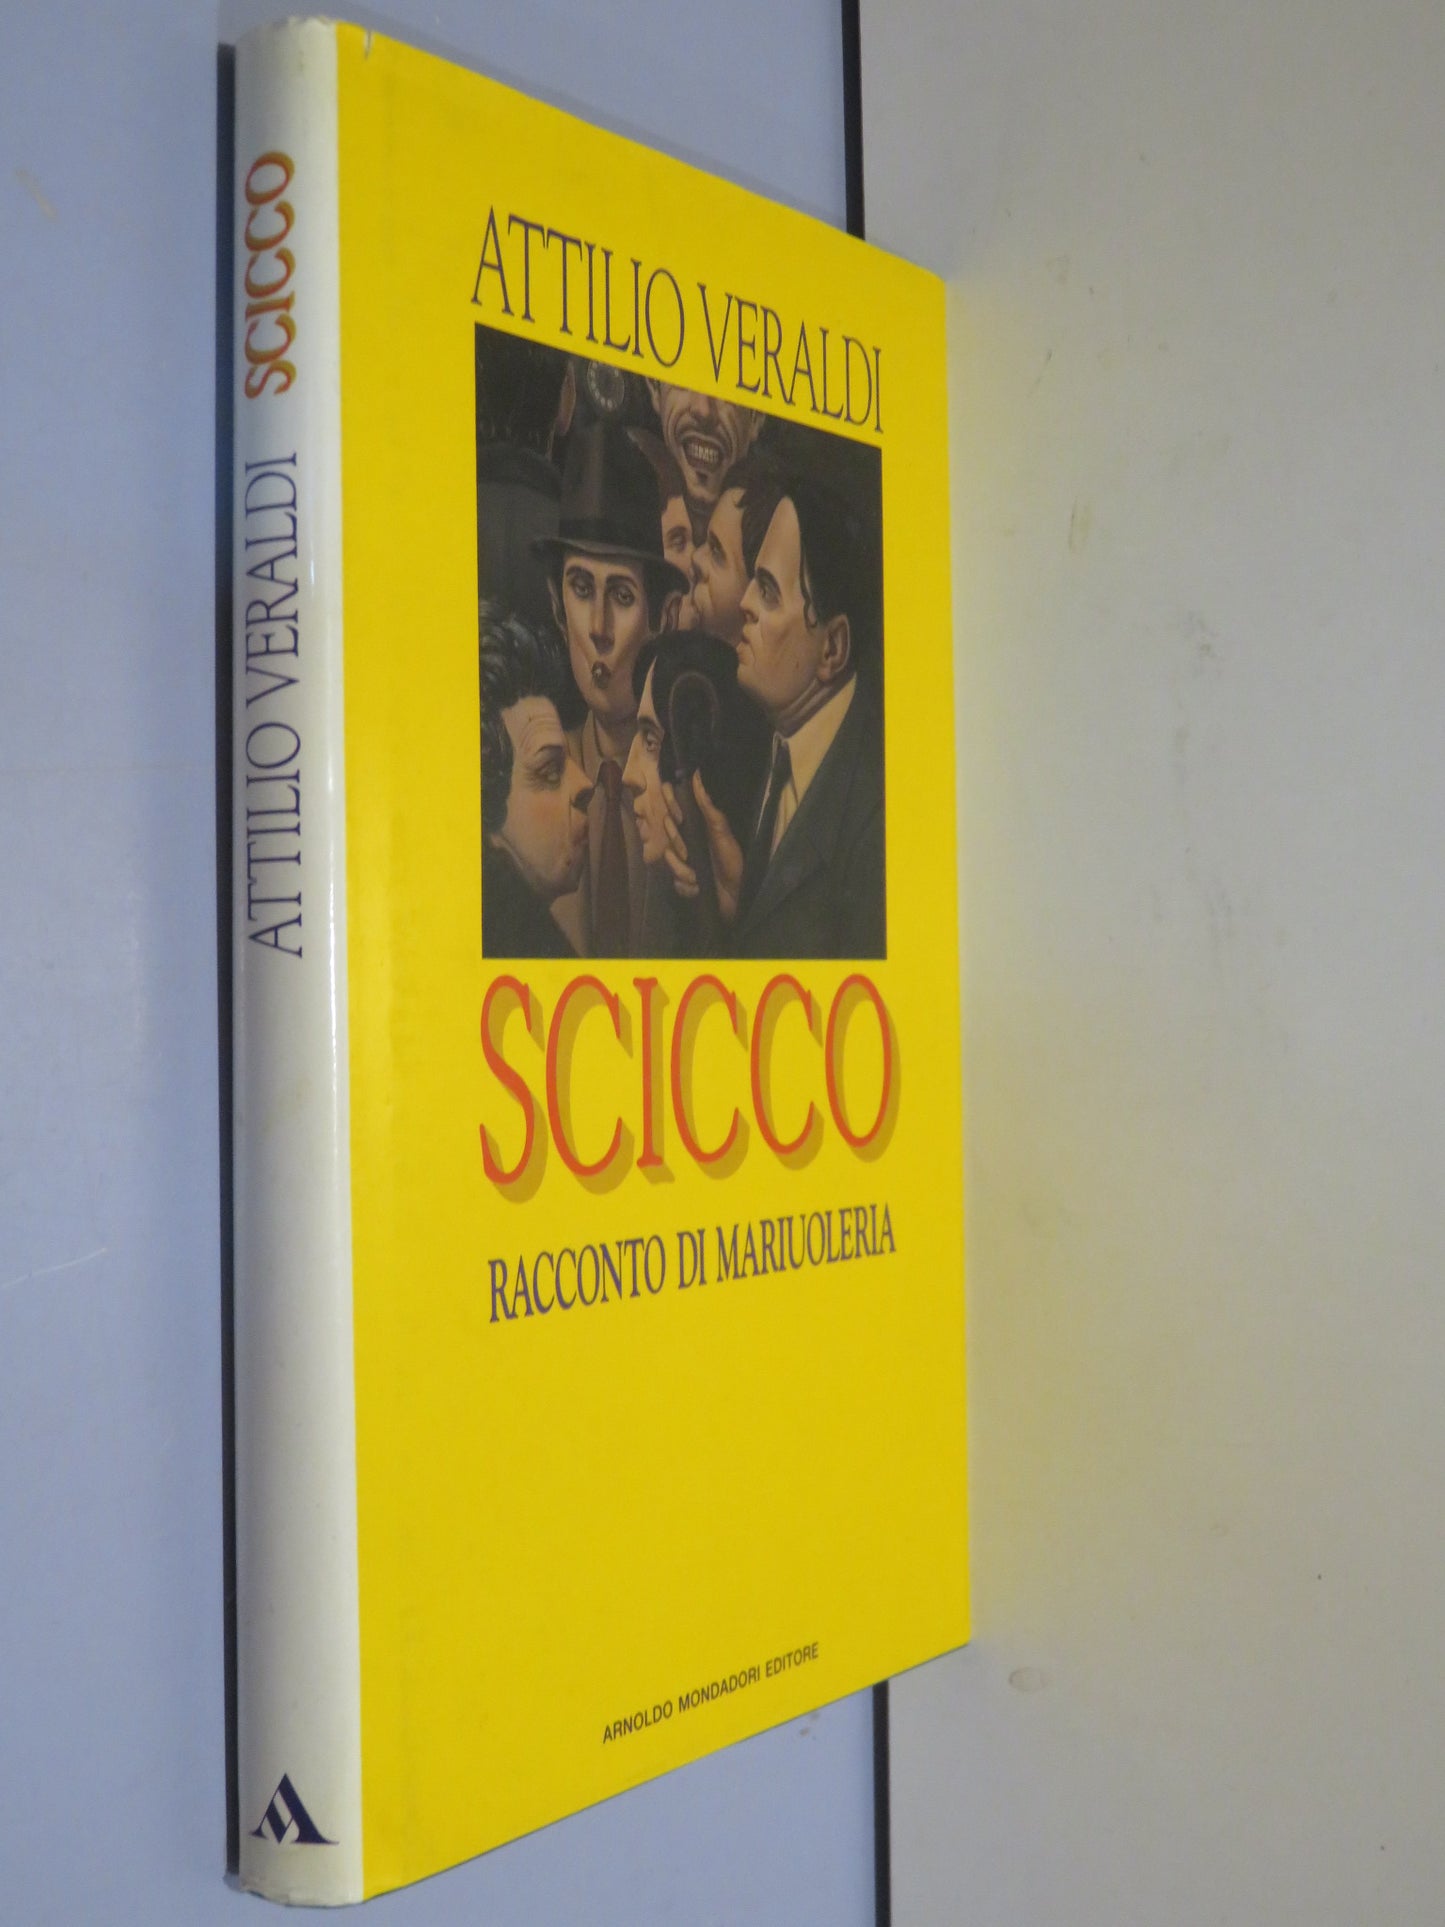 ATTILIO VERALDI SCICCO
ATTILIO VERALDI
SCICCO
RACCONTO DI MARIUOLERIA
ARNOLDO MONDADORI EDITORE